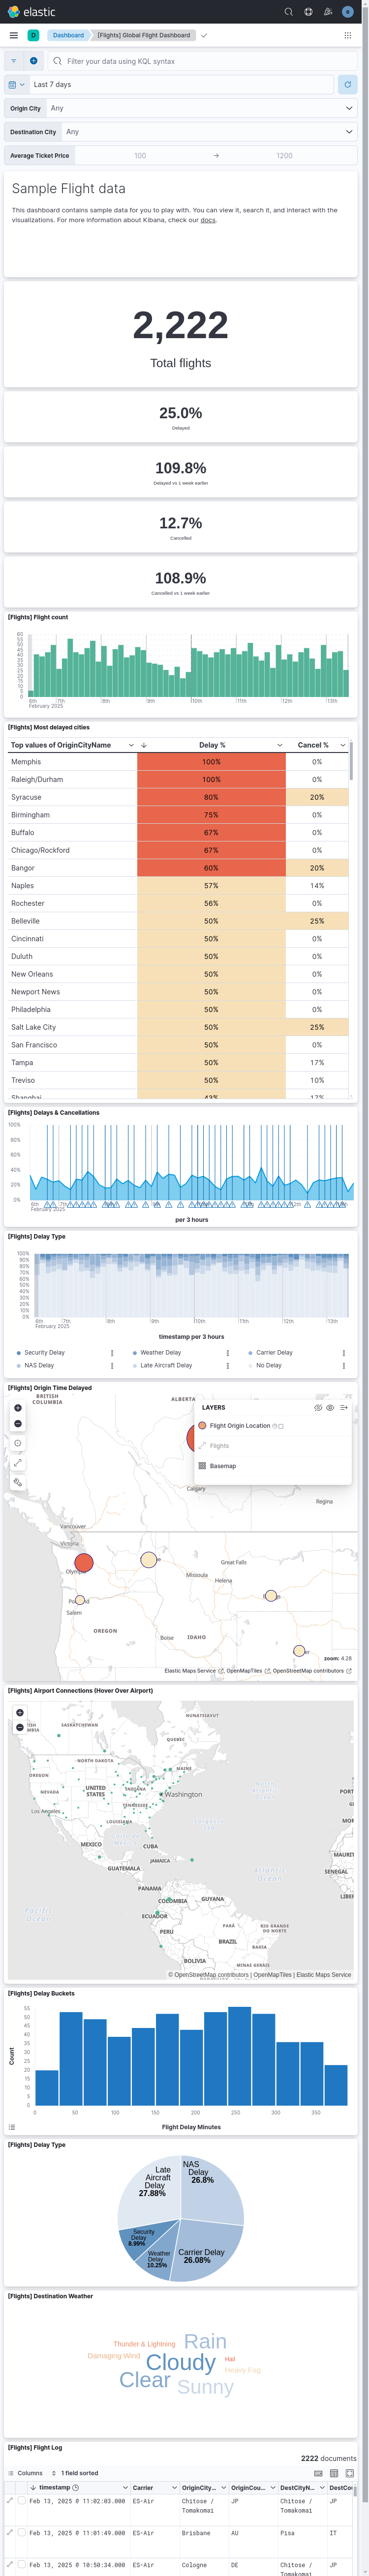 elastic
D Dashboard [Flights] Global Flight Dashboard
Filter your data using KQL syntax
Last 7 days
Origin City Any
Destination City Any
Average Ticket Price 100 → 1200
Sample Flight data
This dashboard contains sample data for you to play with. You can view it, search it, and interact with the
visualizations. For more information about Kibana, check our docs.
2,222
Total flights
25.0%
Delayed
109.8%
Delayed vs 1 week earlier
12.7%
Cancelled
108.9%
Cancelled vs 1 week earlier
[Flights] Flight count
60
55
50
45
40
35
30
25
20
15
10
5
0
6th 7th 8th 9th 10th 11th 12th 13th
February 2025
[Flights] Most delayed cities
Top values of OriginCityName Delay % Cancel %
Memphis 100% 0%
Raleigh/Durham 100% 0%
Syracuse 80% 20%
Birmingham 75% 0%
Buffalo 67% 0%
Chicago/Rockford 67% 0%
Bangor 60% 20%
Naples 57% 14%
Rochester 56% 0%
Belleville 50% 25%
Cincinnati 50% 0%
Duluth 50% 0%
New Orleans 50% 0%
Newport News 50% 0%
Philadelphia 50% 0%
Salt Lake City 50% 25%
San Francisco 50% 0%
Tampa 50% 17%
Treviso 50% 10%
Shanghai 43% 17%
[Flights] Delays & Cancellations
100%
80%
60%
40%
20%
0%
6th 7th
February 2025
per 3 hours
[Flights] Delay Type
100%
90%
80%
70%
60%
50%
40%
30%
20%
10%
0%
6th 7th 8th 9th 10th 11th 12th 13th
February 2025
timestamp per 3 hours
Security Delay Weather Delay Carrier Delay
NAS Delay Late Aircraft Delay No Delay
[Flights] Origin Time Delayed
BRITISH
COLUMBIA
ALBERTA
LAYERS
Flight Origin Location
Flights
Basemap
Calgary
Regina
Vancouver
Victoria
Great Falls
Missoula
Helena
Salem
OREGON
Boise
IDAHO
zoom: 4.28
Elastic Maps Service , OpenMapTiles , OpenStreetMap contributors
[Flights] Airport Connections (Hover Over Airport)
NUNATSIAVUT
SASKATCHEWAN
QUEBEC
NORTH DAKOTA
MAINE
OREGON
NEVADA
UNITED
STATES
INDIANA
Washington
TENNESSEE
Los Angeles
LOUISIANA
MEXICO
CUBA
JAMAICA
GUATEMALA
SENEGAL
Atlantic
Ocean
PANAMA
COLOMBIA
GUYANA
Pacific
Ocean
ECUADOR
PERU
PARÁ
RIO GRANDE
DO NORTE
BRAZIL
BAHIA
BOLIVIA
MINAS GERAIS
© OpenStreetMap contributors | OpenMapTiles | Elastic Maps Service
[Flights] Delay Buckets
55
50
45
40
35
30
25
20
15
10
5
0
Count
0 50 100 150 200 250 300 350
Flight Delay Minutes
[Flights] Delay Type
NAS
Delay
26.8%
Late
Aircraft
Delay
27.88%
Security
Delay
8.99%
Weather
Delay
10.25%
Carrier Delay
26.08%
[Flights] Destination Weather
Thunder & Lightning
Rain
Damaging Wind
Cloudy
Hail
Heavy Fog
Clear
Sunny
[Flights] Flight Log
2222 documents
Columns 1 field sorted
timestamp Carrier OriginCity... OriginCou... DestCityN... DestCou
Feb 13, 2025 @ 11:02:03.000 ES-Air Chitose / Tomakomai JP Chitose / Tomakomai JP
Feb 13, 2025 @ 11:01:49.000 ES-Air Brisbane AU Pisa IT
Feb 13, 2025 @ 10:50:34.000 ES-Air Cologne DE Chitose / Tomakomai JP